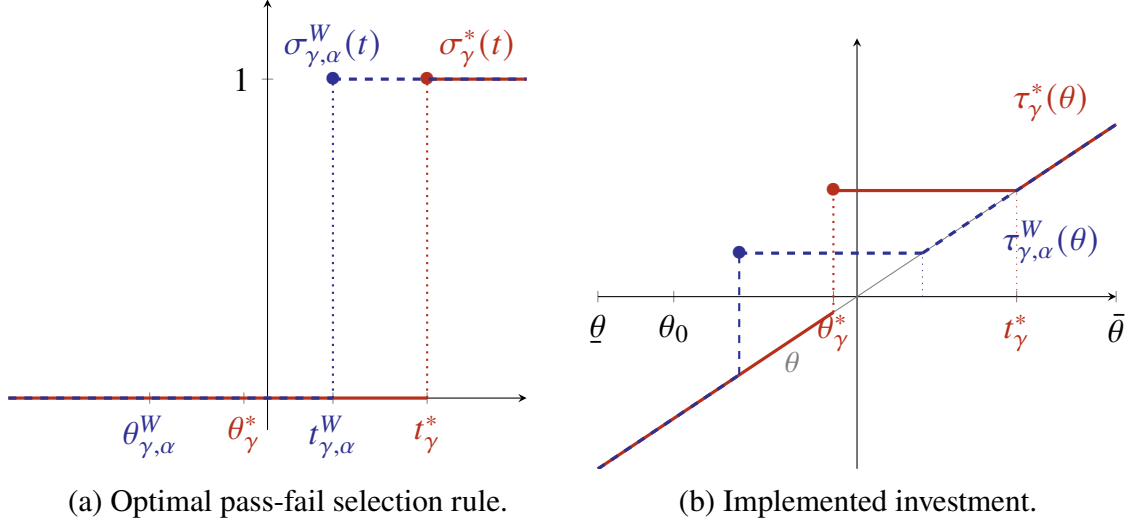 σ^W_{γ,α}(t) σ^*_γ(t)
1
θ^W_{γ,α} θ^*_γ t^W_{γ,α} t^*_γ
(a) Optimal pass-fail selection rule.
τ^*_γ(θ)
τ^W_{γ,α}(θ)
θ̲ θ_0 θ^*_γ t^*_γ θ̄
θ
(b) Implemented investment.